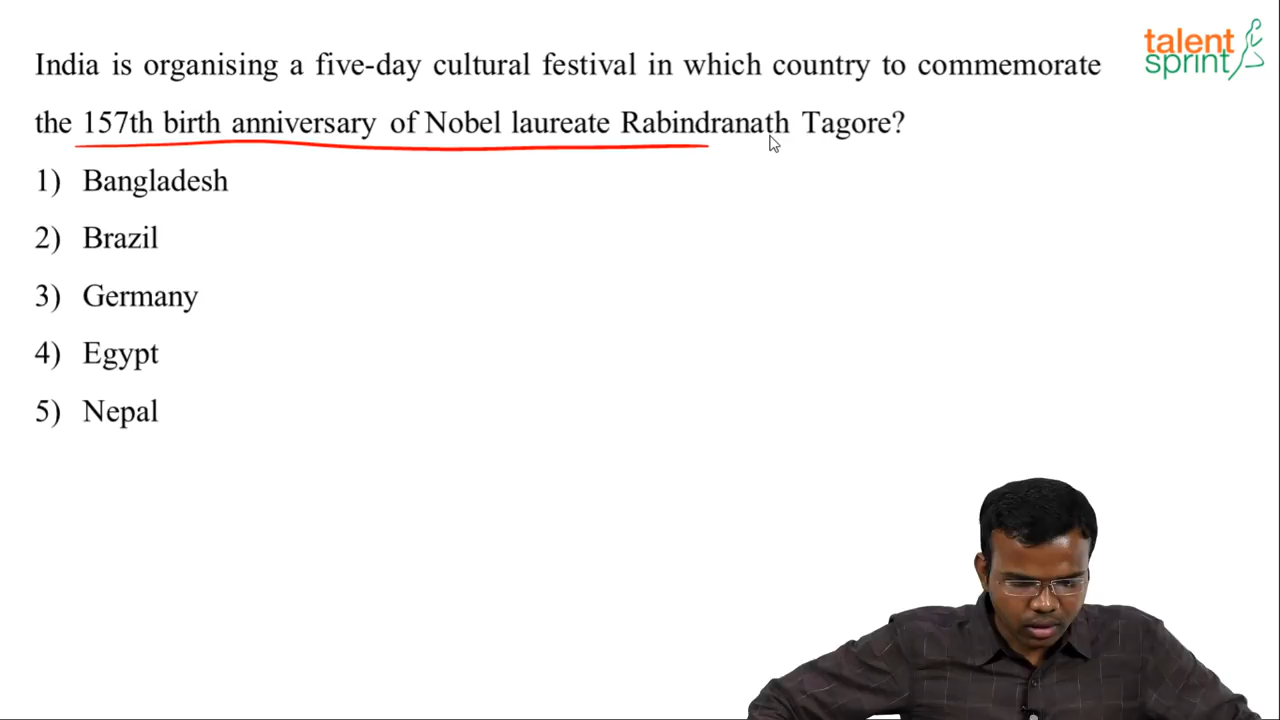 talent
sprint
India is organising a five-day cultural festival in which country to commemorate
the 157th birth anniversary of Nobel laureate Rabindranath Tagore?
1) Bangladesh
2) Brazil
3) Germany
4) Egypt
5) Nepal